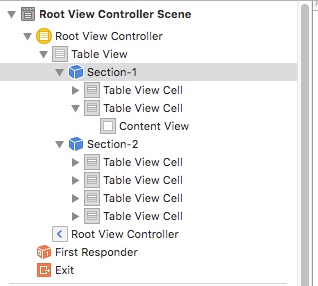 Root View Controller Scene
Root View Controller
Table View
Section-1
Table View Cell
Table View Cell
Content View
Section-2
Table View Cell
Table View Cell
Table View Cell
Table View Cell
Root View Controller
First Responder
Exit